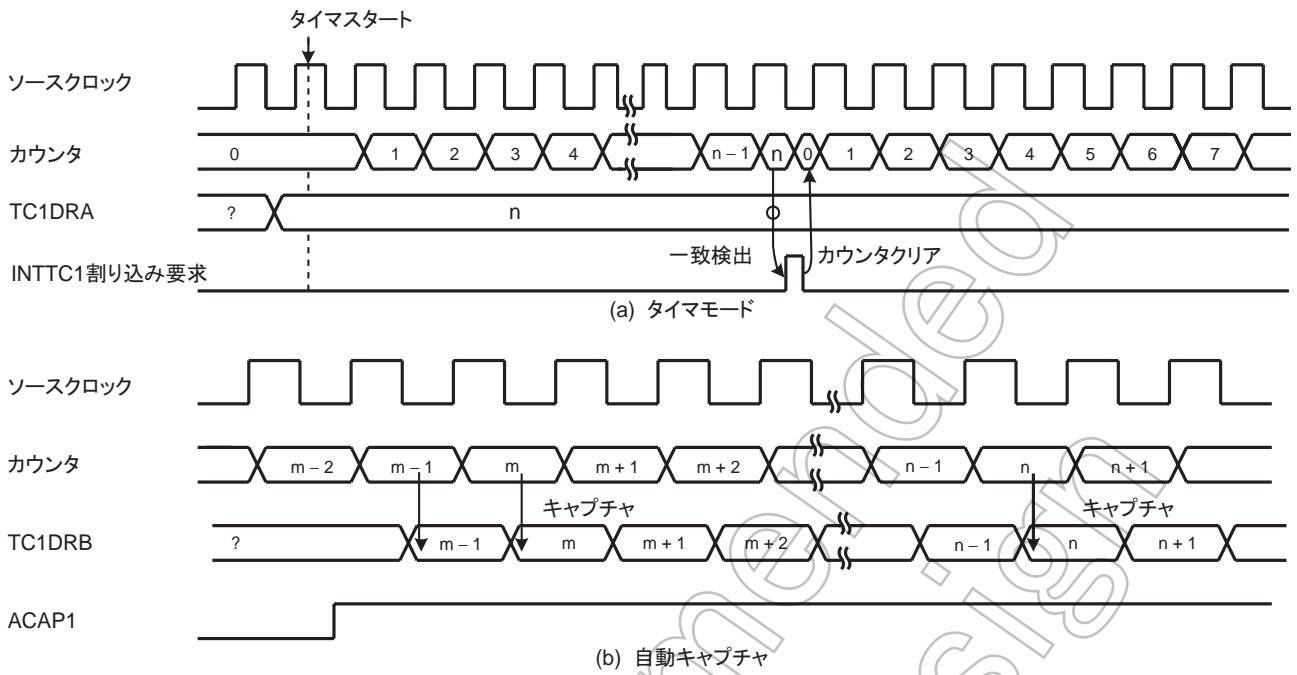 タイマスタート
ソースクロック
カウンタ 0 1 2 3 4 n – 1 n 0 1 2 3 4 5 6 7
TC1DRA ? n
一致検出 カウンタクリア
INTTC1割り込み要求
(a) タイマモード
ソースクロック
カウンタ m – 2 m – 1 m m + 1 m + 2 n – 1 n n + 1
キャプチャ キャプチャ
TC1DRB ? m – 1 m m + 1 m + 2 n – 1 n n + 1
ACAP1
(b) 自動キャプチャ
mended
sign